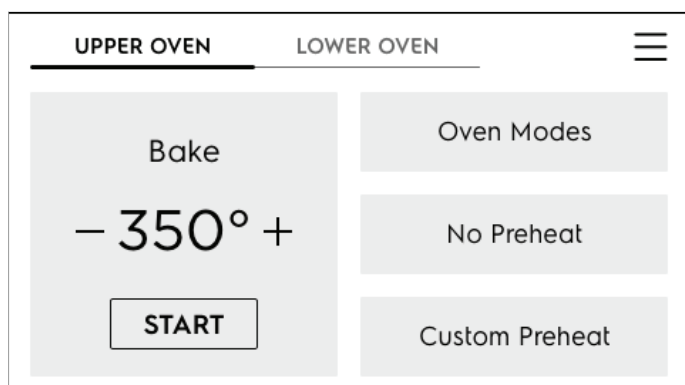 UPPER OVEN
LOWER OVEN
Bake
− 350° +
START
Oven Modes
No Preheat
Custom Preheat